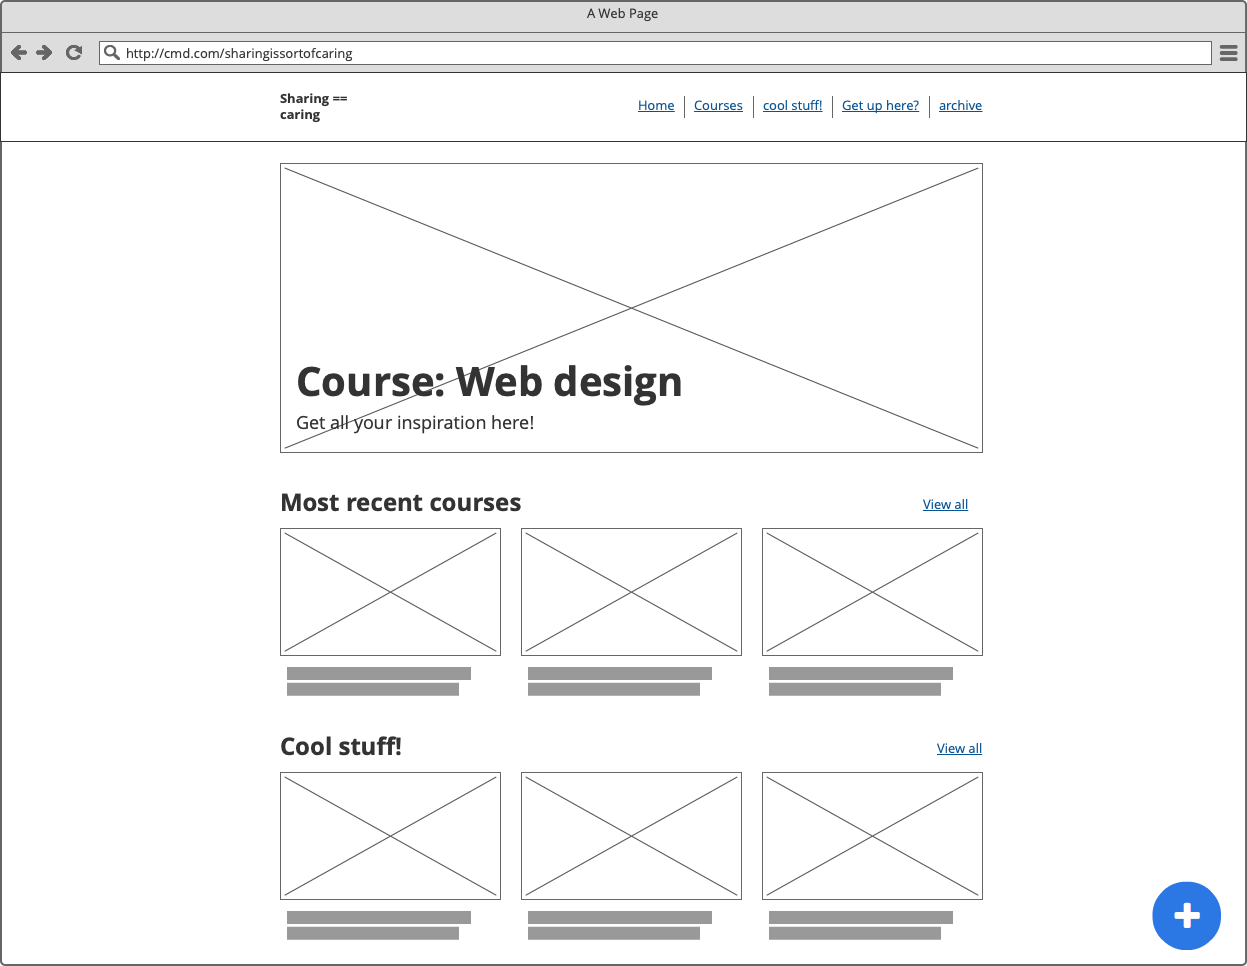 A Web Page
http://cmd.com/sharingissortofcaring
Sharing ==
caring
Home
Courses
cool stuff!
Get up here?
archive
Course: Web design
Get all your inspiration here!
Most recent courses
View all
Cool stuff!
View all